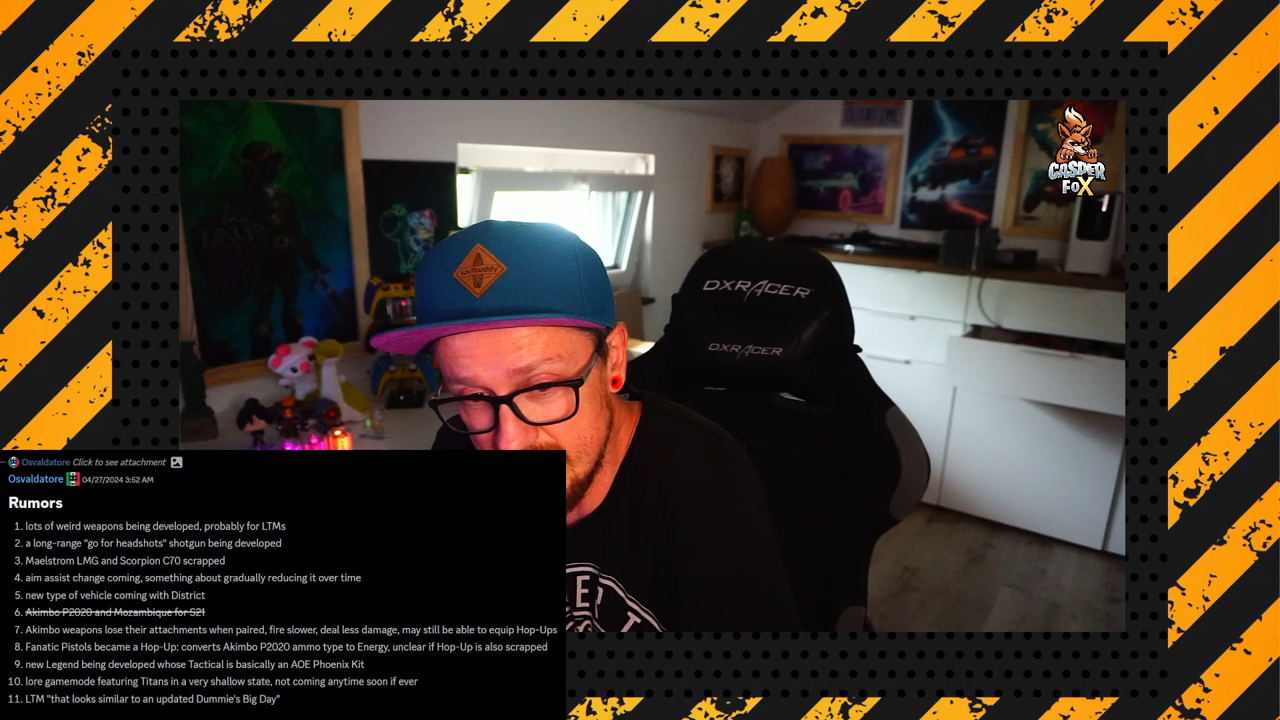 CASPER
FOX
soulbuddy
DXRACER
DXRACER
Osvaldatore Click to see attachment
Osvaldatore 04/27/2024 3:52 AM
Rumors
1. lots of weird weapons being developed, probably for LTMs
2. a long-range "go for headshots" shotgun being developed
3. Maelstrom LMG and Scorpion C70 scrapped
4. aim assist change coming, something about gradually reducing it over time
5. new type of vehicle coming with District
6. Akimbo P2020 and Mozambique for S21
7. Akimbo weapons lose their attachments when paired, fire slower, deal less damage, may still be able to equip Hop-Ups
8. Fanatic Pistols became a Hop-Up: converts Akimbo P2020 ammo type to Energy, unclear if Hop-Up is also scrapped
9. new Legend being developed whose Tactical is basically an AOE Phoenix Kit
10. lore gamemode featuring Titans in a very shallow state, not coming anytime soon if ever
11. LTM "that looks similar to an updated Dummie's Big Day"